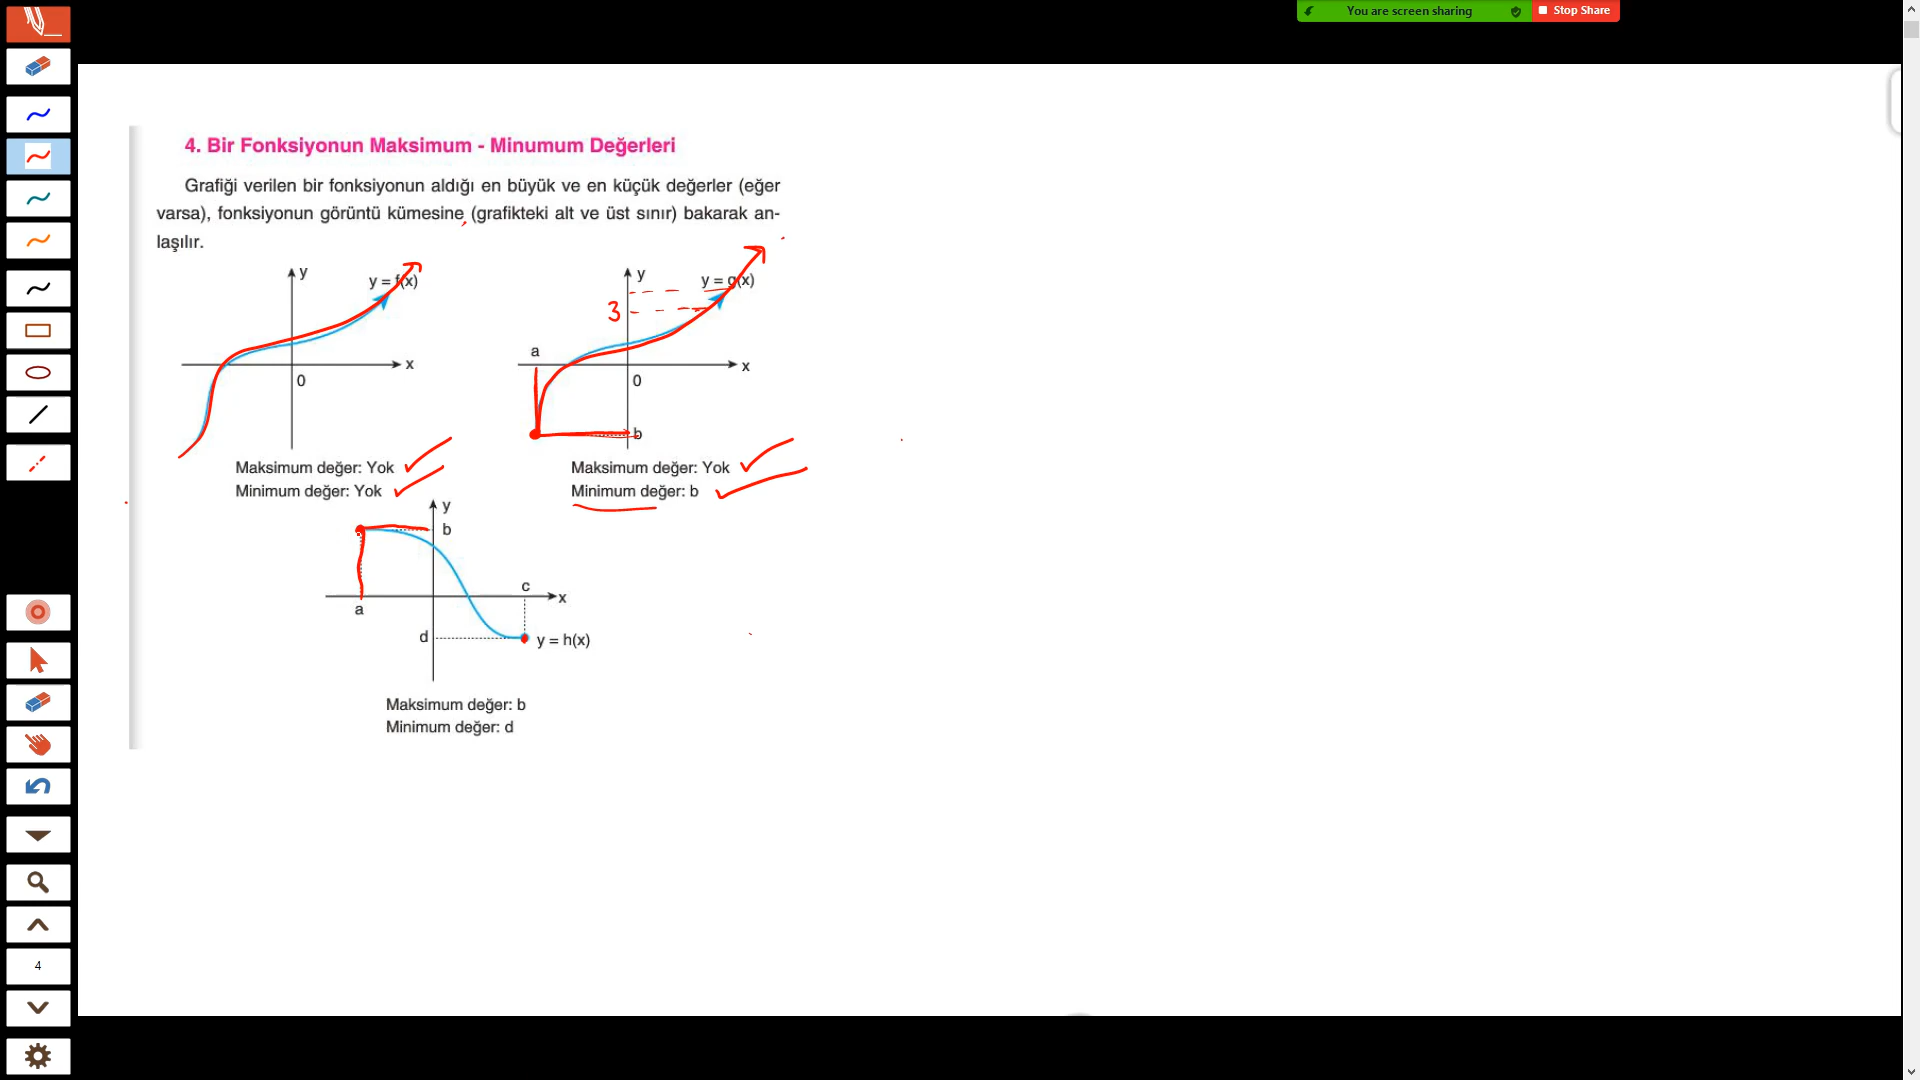 You are screen sharing
Stop Share
4. Bir Fonksiyonun Maksimum - Minumum Değerleri
Grafiği verilen bir fonksiyonun aldığı en büyük ve en küçük değerler (eğer
varsa), fonksiyonun görüntü kümesine (grafikteki alt ve üst sınır) bakarak an-
laşılır.
y
y = f(x)
x
0
Maksimum değer: Yok
Minimum değer: Yok
y
y = g(x)
3
a
x
0
b
Maksimum değer: Yok
Minimum değer: b
y
b
c
x
a
d
y = h(x)
Maksimum değer: b
Minimum değer: d
4